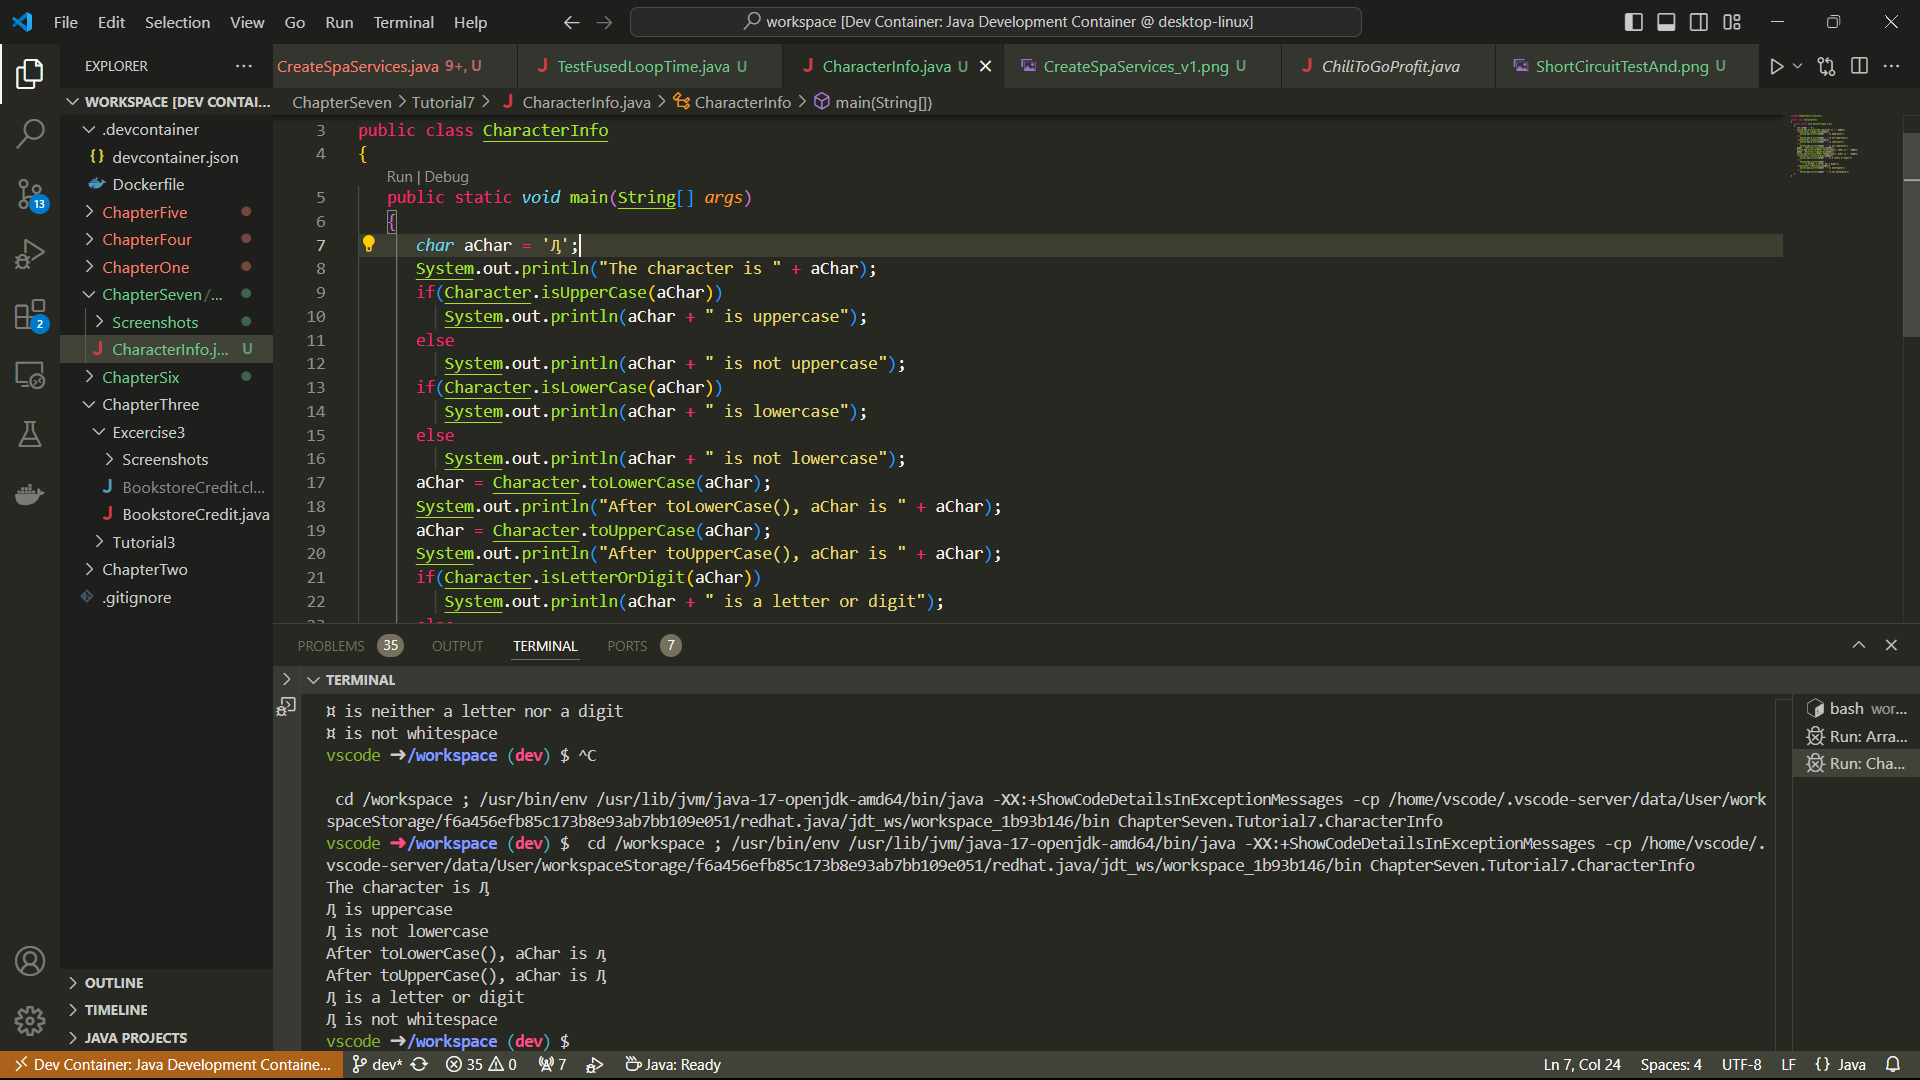 File Edit Selection View Go Run Terminal Help
workspace [Dev Container: Java Development Container @ desktop-linux]
EXPLORER
CreateSpaServices.java 9+, U
TestFusedLoopTime.java U
CharacterInfo.java U
CreateSpaServices_v1.png U
ChiliToGoProfit.java
ShortCircuitTestAnd.png U
WORKSPACE [DEV CONTAI...
.devcontainer
devcontainer.json
Dockerfile
ChapterFive
ChapterFour
ChapterOne
ChapterSeven /...
Screenshots
CharacterInfo.j... U
ChapterSix
ChapterThree
Excercise3
Screenshots
BookstoreCredit.cl...
BookstoreCredit.java
Tutorial3
ChapterTwo
.gitignore
OUTLINE
TIMELINE
JAVA PROJECTS
13
2
ChapterSeven > Tutorial7 > CharacterInfo.java > CharacterInfo > main(String[])
3 public class CharacterInfo
4 {
Run | Debug
5 public static void main(String[] args)
6 {
7 char aChar = 'Ԓ';
8 System.out.println("The character is " + aChar);
9 if(Character.isUpperCase(aChar))
10 System.out.println(aChar + " is uppercase");
11 else
12 System.out.println(aChar + " is not uppercase");
13 if(Character.isLowerCase(aChar))
14 System.out.println(aChar + " is lowercase");
15 else
16 System.out.println(aChar + " is not lowercase");
17 aChar = Character.toLowerCase(aChar);
18 System.out.println("After toLowerCase(), aChar is " + aChar);
19 aChar = Character.toUpperCase(aChar);
20 System.out.println("After toUpperCase(), aChar is " + aChar);
21 if(Character.isLetterOrDigit(aChar))
22 System.out.println(aChar + " is a letter or digit");
PROBLEMS 35 OUTPUT TERMINAL PORTS 7
TERMINAL
¤ is neither a letter nor a digit
¤ is not whitespace
vscode ➜/workspace (dev) $ ^C
cd /workspace ; /usr/bin/env /usr/lib/jvm/java-17-openjdk-amd64/bin/java -XX:+ShowCodeDetailsInExceptionMessages -cp /home/vscode/.vscode-server/data/User/work
spaceStorage/f6a456efb85c173b8e93ab7bb109e051/redhat.java/jdt_ws/workspace_1b93b146/bin ChapterSeven.Tutorial7.CharacterInfo
vscode ➜/workspace (dev) $ cd /workspace ; /usr/bin/env /usr/lib/jvm/java-17-openjdk-amd64/bin/java -XX:+ShowCodeDetailsInExceptionMessages -cp /home/vscode/.
vscode-server/data/User/workspaceStorage/f6a456efb85c173b8e93ab7bb109e051/redhat.java/jdt_ws/workspace_1b93b146/bin ChapterSeven.Tutorial7.CharacterInfo
The character is Ԓ
Ԓ is uppercase
Ԓ is not lowercase
After toLowerCase(), aChar is ԓ
After toUpperCase(), aChar is Ԓ
Ԓ is a letter or digit
Ԓ is not whitespace
vscode ➜/workspace (dev) $
bash wor...
Run: Arra...
Run: Cha...
Dev Container: Java Development Containe... dev* 35 0 7 Java: Ready Ln 7, Col 24 Spaces: 4 UTF-8 LF {} Java